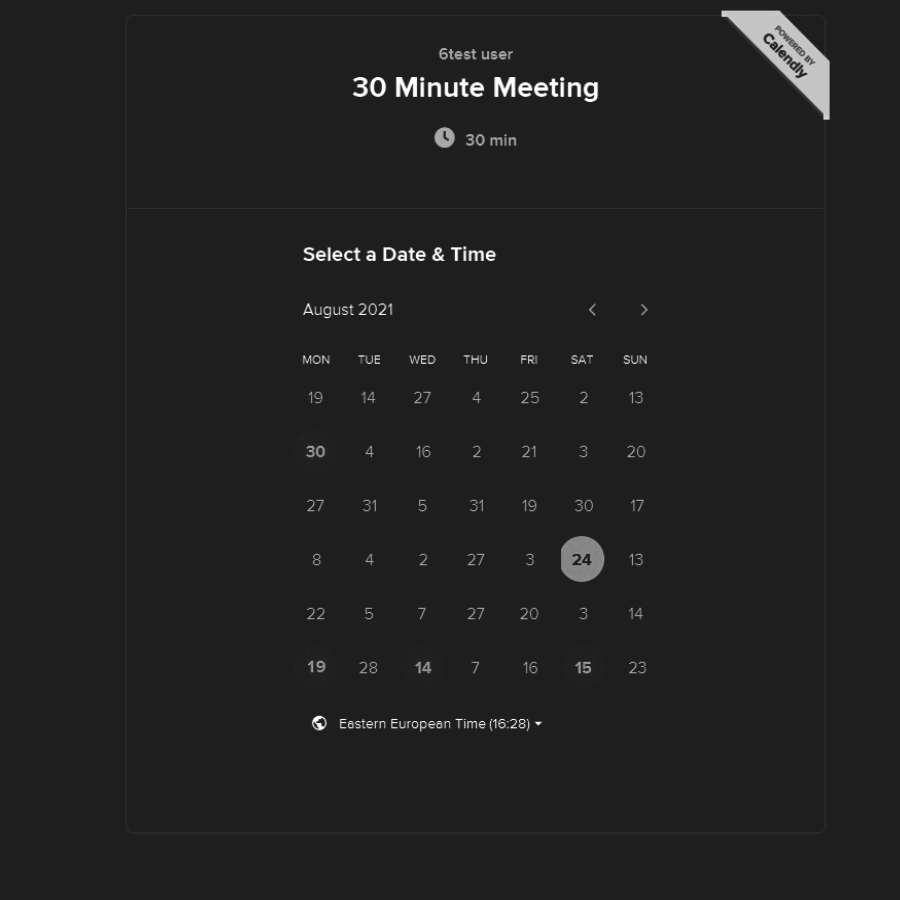 POWERED BY
Calendly
6test user
30 Minute Meeting
30 min
Select a Date & Time
August 2021
MON TUE WED THU FRI SAT SUN
19 14 27 4 25 2 13
30 4 16 2 21 3 20
27 31 5 31 19 30 17
8 4 2 27 3 24 13
22 5 7 27 20 3 14
19 28 14 7 16 15 23
Eastern European Time (16:28)